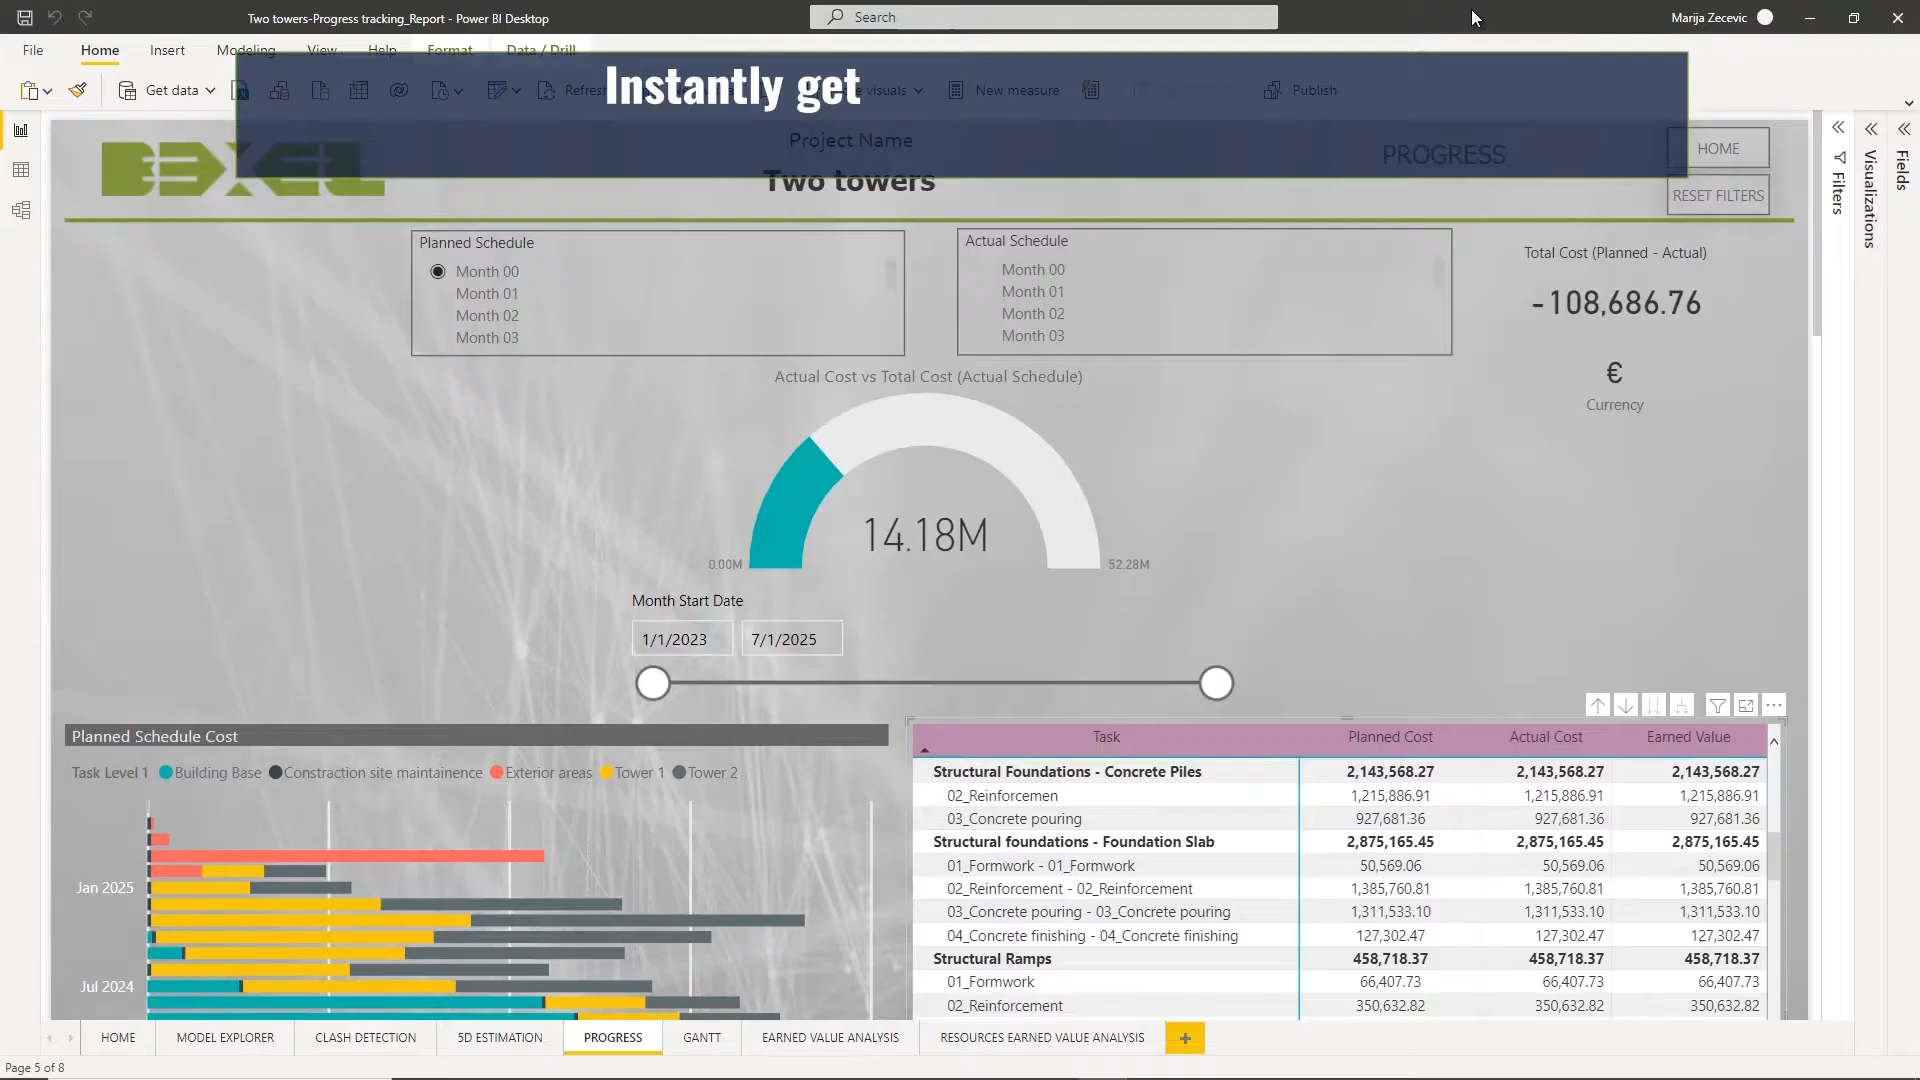 Two towers-Progress tracking_Report - Power BI Desktop
Search
Marija Zecevic
File
Home
Insert
Modeling
View
Help
Format
Data / Drill
Get data
Refresh
visuals
New measure
Publish
Instantly get
BEXEL
Project Name
Two towers
PROGRESS
HOME
RESET FILTERS
Filters
Visualizations
Fields
Planned Schedule
Month 00
Month 01
Month 02
Month 03
Actual Schedule
Month 00
Month 01
Month 02
Month 03
Total Cost (Planned - Actual)
-108,686.76
€
Currency
Actual Cost vs Total Cost (Actual Schedule)
14.18M
0.00M
52.28M
Month Start Date
1/1/2023
7/1/2025
Planned Schedule Cost
Task Level 1 Building Base Constraction site maintainence Exterior areas Tower 1 Tower 2
Jan 2025
Jul 2024
Task Planned Cost Actual Cost Earned Value
Structural Foundations - Concrete Piles 2,143,568.27 2,143,568.27 2,143,568.27
02_Reinforcemen 1,215,886.91 1,215,886.91 1,215,886.91
03_Concrete pouring 927,681.36 927,681.36 927,681.36
Structural foundations - Foundation Slab 2,875,165.45 2,875,165.45 2,875,165.45
01_Formwork - 01_Formwork 50,569.06 50,569.06 50,569.06
02_Reinforcement - 02_Reinforcement 1,385,760.81 1,385,760.81 1,385,760.81
03_Concrete pouring - 03_Concrete pouring 1,311,533.10 1,311,533.10 1,311,533.10
04_Concrete finishing - 04_Concrete finishing 127,302.47 127,302.47 127,302.47
Structural Ramps 458,718.37 458,718.37 458,718.37
01_Formwork 66,407.73 66,407.73 66,407.73
02_Reinforcement 350,632.82 350,632.82 350,632.82
HOME
MODEL EXPLORER
CLASH DETECTION
5D ESTIMATION
PROGRESS
GANTT
EARNED VALUE ANALYSIS
RESOURCES EARNED VALUE ANALYSIS
Page 5 of 8